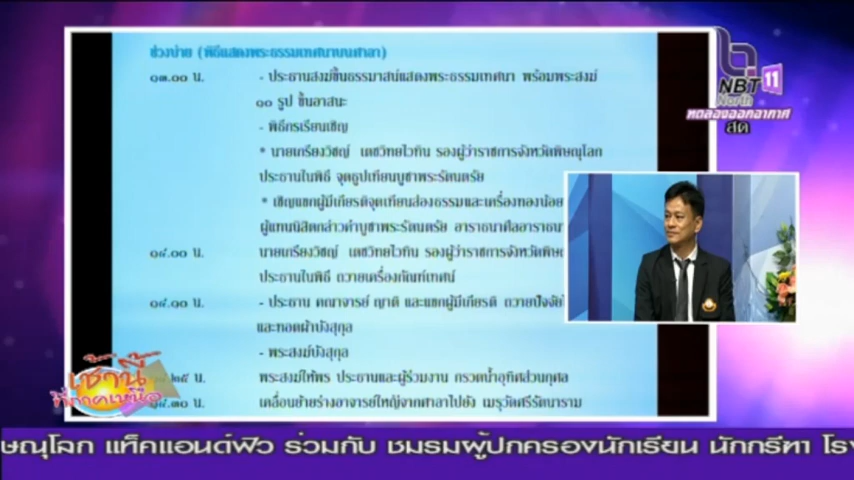 ช่วงบ่าย (พิธีแสดงพระธรรมเทศนาบนศาลา)
๑๓.๐๐ น. - ประธานสงฆ์ขึ้นธรรมาสน์แสดงพระธรรมเทศนา พร้อมพระสงฆ์
๑๐ รูป ขึ้นอาสนะ
- พิธีกรเรียนเชิญ
* นายเกรียงวิชญ์ เดชวิทยไวทิน รองผู้ว่าราชการจังหวัดพิษณุโลก
ประธานในพิธี จุดธูปเทียนบูชาพระรัตนตรัย
* เชิญแขกผู้มีเกียรติจุดเทียนส่องธรรมและเครื่องทองน้อย
ผู้แทนนิสิตกล่าวคำบูชาพระรัตนตรัย อาราธนาศีลอาราธนา
๑๔.๐๐ น. นายเกรียงวิชญ์ เดชวิทยไวทิน รองผู้ว่าราชการจังหวัดพิษ
ประธานในพิธี ถวายเครื่องกัณฑ์เทศน์
๑๔.๑๐ น. - ประธาน คณาจารย์ ญาติ และแขกผู้มีเกียรติ ถวายปัจจัย
และทอดผ้าบังสุกุล
- พระสงฆ์บังสุกุล
๒๕ น. พระสงฆ์ให้พร ประธานและผู้ร่วมงาน กรวดน้ำอุทิศส่วนกุศล
๑๔.๓๐ น. เคลื่อนย้ายร่างอาจารย์ใหญ่จากศาลาไปยัง เมรุวัดศรีรัตนาราม
NBT 11
North
ทดลองออกอากาศ
สด
เช้านี้
ที่ภาคเหนือ
ษณุโลก แท็คแอนด์ฟิว ร่วมกับ ชมรมผู้ปกครองนักเรียน นักกรีฑา โร